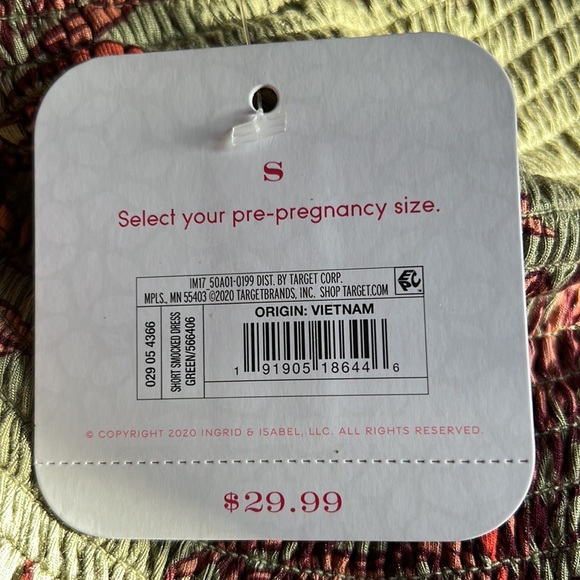 S
Select your pre-pregnancy size.
IM17_50A01-0199 DIST. BY TARGET CORP.
MPLS., MN 55403 ©2020 TARGETBRANDS, INC. SHOP TARGET.COM
029 05 4366
SHORT SMOCKED DRESS
GREEN/566406
ORIGIN: VIETNAM
1 91905 18644 6
© COPYRIGHT 2020 INGRID & ISABEL, LLC. ALL RIGHTS RESERVED.
$29.99